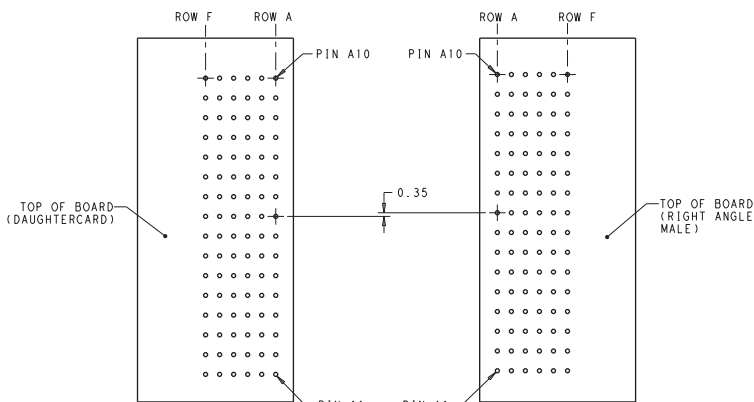 ROW F
ROW A
ROW A
ROW F
PIN A10
PIN A10
0.35
TOP OF BOARD
(DAUGHTERCARD)
TOP OF BOARD
(RIGHT ANGLE
MALE)